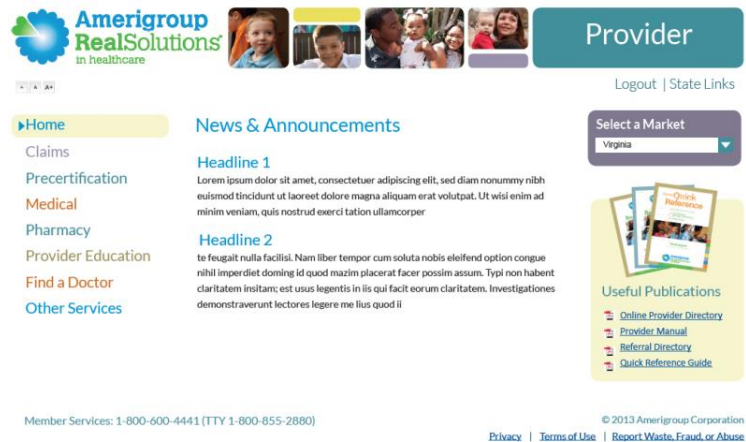 Amerigroup
RealSolutions
in healthcare
Provider
Logout | State Links
A+
Home
Claims
Precertification
Medical
Pharmacy
Provider Education
Find a Doctor
Other Services
News & Announcements
Headline 1
Lorem ipsum dolor sit amet, consectetuer adipiscing elit, sed diam nonummy nibh
euismod tincidunt ut laoreet dolore magna aliquam erat volutpat. Ut wisi enim ad
minim veniam, quis nostrud exerci tation ullamcorper
Headline 2
te feugait nulla facilisi. Nam liber tempor cum soluta nobis eleifend option congue
nihil imperdiet doming id quod mazim placerat facer possim assum. Typi non habent
claritatem insitam; est usus legentis in iis qui facit eorum claritatem. Investigationes
demonstraverunt lectores legere me lius quod ii
Select a Market
Virginia
Quick
Reference
Useful Publications
Online Provider Directory
Provider Manual
Referral Directory
Quick Reference Guide
Member Services: 1-800-600-4441 (TTY 1-800-855-2880)
© 2013 Amerigroup Corporation
Privacy | Terms of Use | Report Waste, Fraud, or Abuse